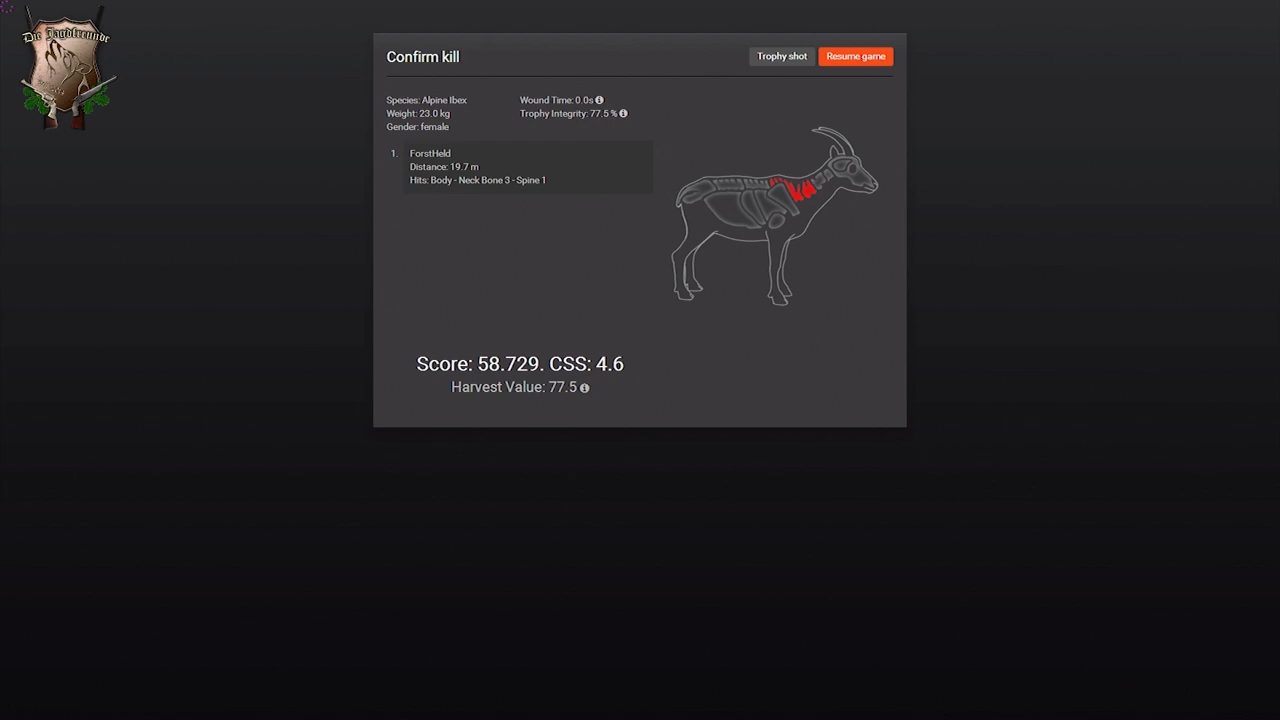 Die Jagdfreunde
Confirm kill
Trophy shot
Resume game
Species: Alpine Ibex
Weight: 23.0 kg
Gender: female
Wound Time: 0.0s
Trophy Integrity: 77.5 %
1. ForstHeld
Distance: 19.7 m
Hits: Body - Neck Bone 3 - Spine 1
Score: 58.729. CSS: 4.6
Harvest Value: 77.5